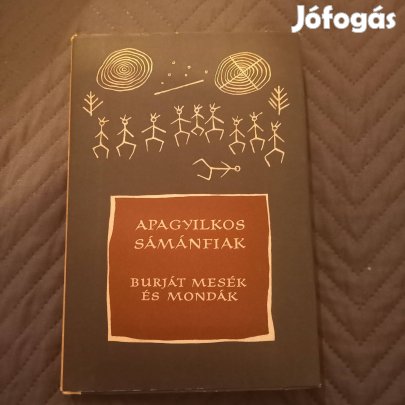 Jófogás
APAGYILKOS
SÁMÁNFIAK
BURJÁT MESÉK
ÉS MONDÁK